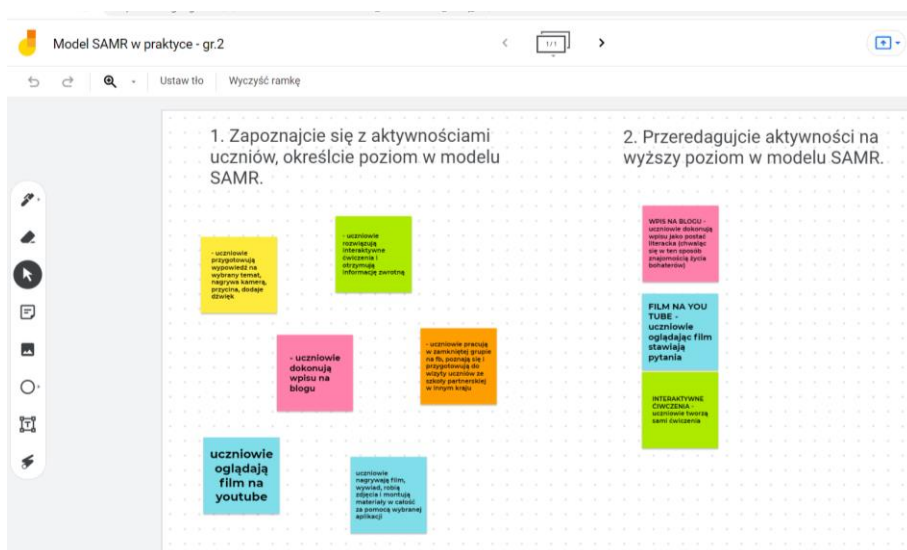 Model SAMR w praktyce - gr.2
1/1
Ustaw tło
Wyczyść ramkę
1. Zapoznajcie się z aktywnościami
uczniów, określcie poziom w modelu
SAMR.
2. Przeredagujcie aktywności na
wyższy poziom w modelu SAMR.
- uczniowie
przygotowują
wypowiedź na
wybrany temat,
nagrywa kamerą,
przycina, dodaje
dźwięk
- uczniowie
rozwiązują
interaktywne
ćwiczenia i
otrzymują
informację zwrotną
- uczniowie
dokonują
wpisu na
blogu
- uczniowie pracują
w zamkniętej grupie
na fb, poznają się i
przygotowują do
wizyty uczniów ze
szkoły partnerskiej
w innym kraju
uczniowie
oglądają
film na
youtube
uczniowie
nagrywają film,
wywiad, robią
zdjęcia i montują
materiały w całość
za pomocą wybranej
aplikacji
WPIS NA BLOGU -
uczniowie dokonują
wpisu jako postać
literacka (chwaląc
się w ten sposób
znajomością życia
bohaterów)
FILM NA YOU
TUBE -
uczniowie
oglądając film
stawiają
pytania
INTERAKTYWNE
CIWCZENIA -
uczniowie tworzą
sami ćwiczenia